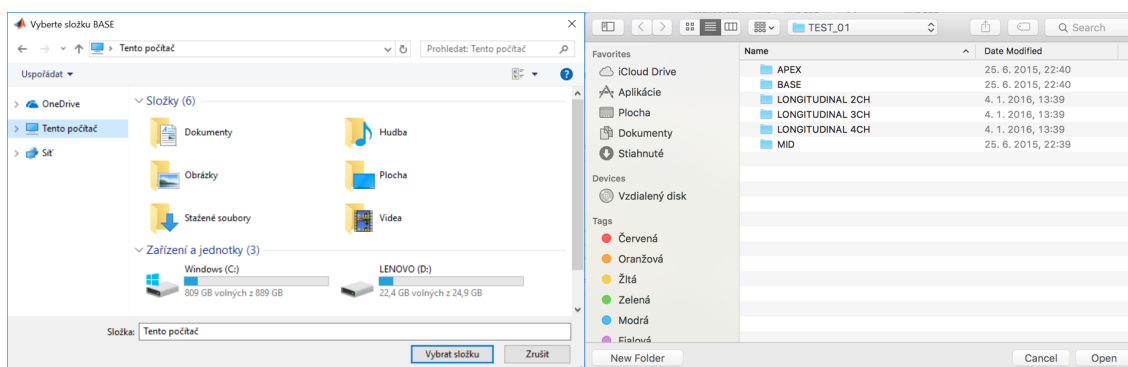 Vyberte složku BASE
Tento počítač
Prohledat: Tento počítač
Uspořádat
OneDrive
Tento počítač
Síť
Složky (6)
Dokumenty
Hudba
Obrázky
Plocha
Stažené soubory
Videa
Zařízení a jednotky (3)
Windows (C:)
809 GB volných z 889 GB
LENOVO (D:)
22,4 GB volných z 24,9 GB
Složka: Tento počítač
Vybrat složku Zrušit
TEST_01
Search
Favorites
iCloud Drive
Aplikácie
Plocha
Dokumenty
Stiahnuté
Devices
Vzdialený disk
Tags
Červená
Oranžová
Žltá
Zelená
Modrá
Fialová
Name Date Modified
APEX 25. 6. 2015, 22:40
BASE 25. 6. 2015, 22:40
LONGITUDINAL 2CH 4. 1. 2016, 13:39
LONGITUDINAL 3CH 4. 1. 2016, 13:39
LONGITUDINAL 4CH 4. 1. 2016, 13:39
MID 25. 6. 2015, 22:39
New Folder Cancel Open